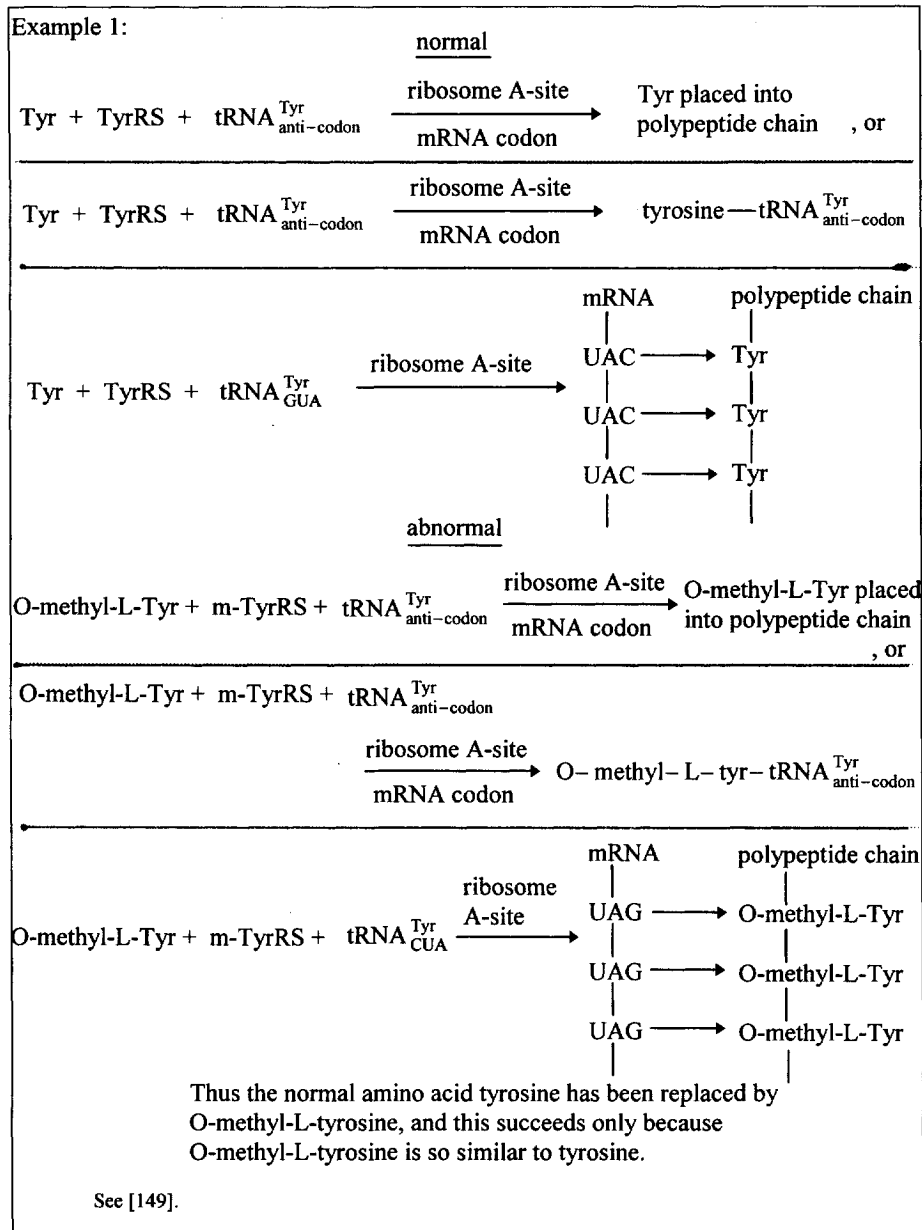 Example 1:
normal
Tyr + TyrRS + tRNA^Tyr_anti-codon ribosome A-site mRNA codon Tyr placed into polypeptide chain , or
Tyr + TyrRS + tRNA^Tyr_anti-codon ribosome A-site mRNA codon tyrosine—tRNA^Tyr_anti-codon
mRNA polypeptide chain
Tyr + TyrRS + tRNA^Tyr_GUA ribosome A-site
UAC → Tyr
UAC → Tyr
UAC → Tyr
abnormal
O-methyl-L-Tyr + m-TyrRS + tRNA^Tyr_anti-codon ribosome A-site mRNA codon O-methyl-L-Tyr placed into polypeptide chain , or
O-methyl-L-Tyr + m-TyrRS + tRNA^Tyr_anti-codon
ribosome A-site mRNA codon O– methyl– L– tyr– tRNA^Tyr_anti-codon
mRNA polypeptide chain
O-methyl-L-Tyr + m-TyrRS + tRNA^Tyr_CUA ribosome A-site
UAG → O-methyl-L-Tyr
UAG → O-methyl-L-Tyr
UAG → O-methyl-L-Tyr
Thus the normal amino acid tyrosine has been replaced by
O-methyl-L-tyrosine, and this succeeds only because
O-methyl-L-tyrosine is so similar to tyrosine.
See [149].